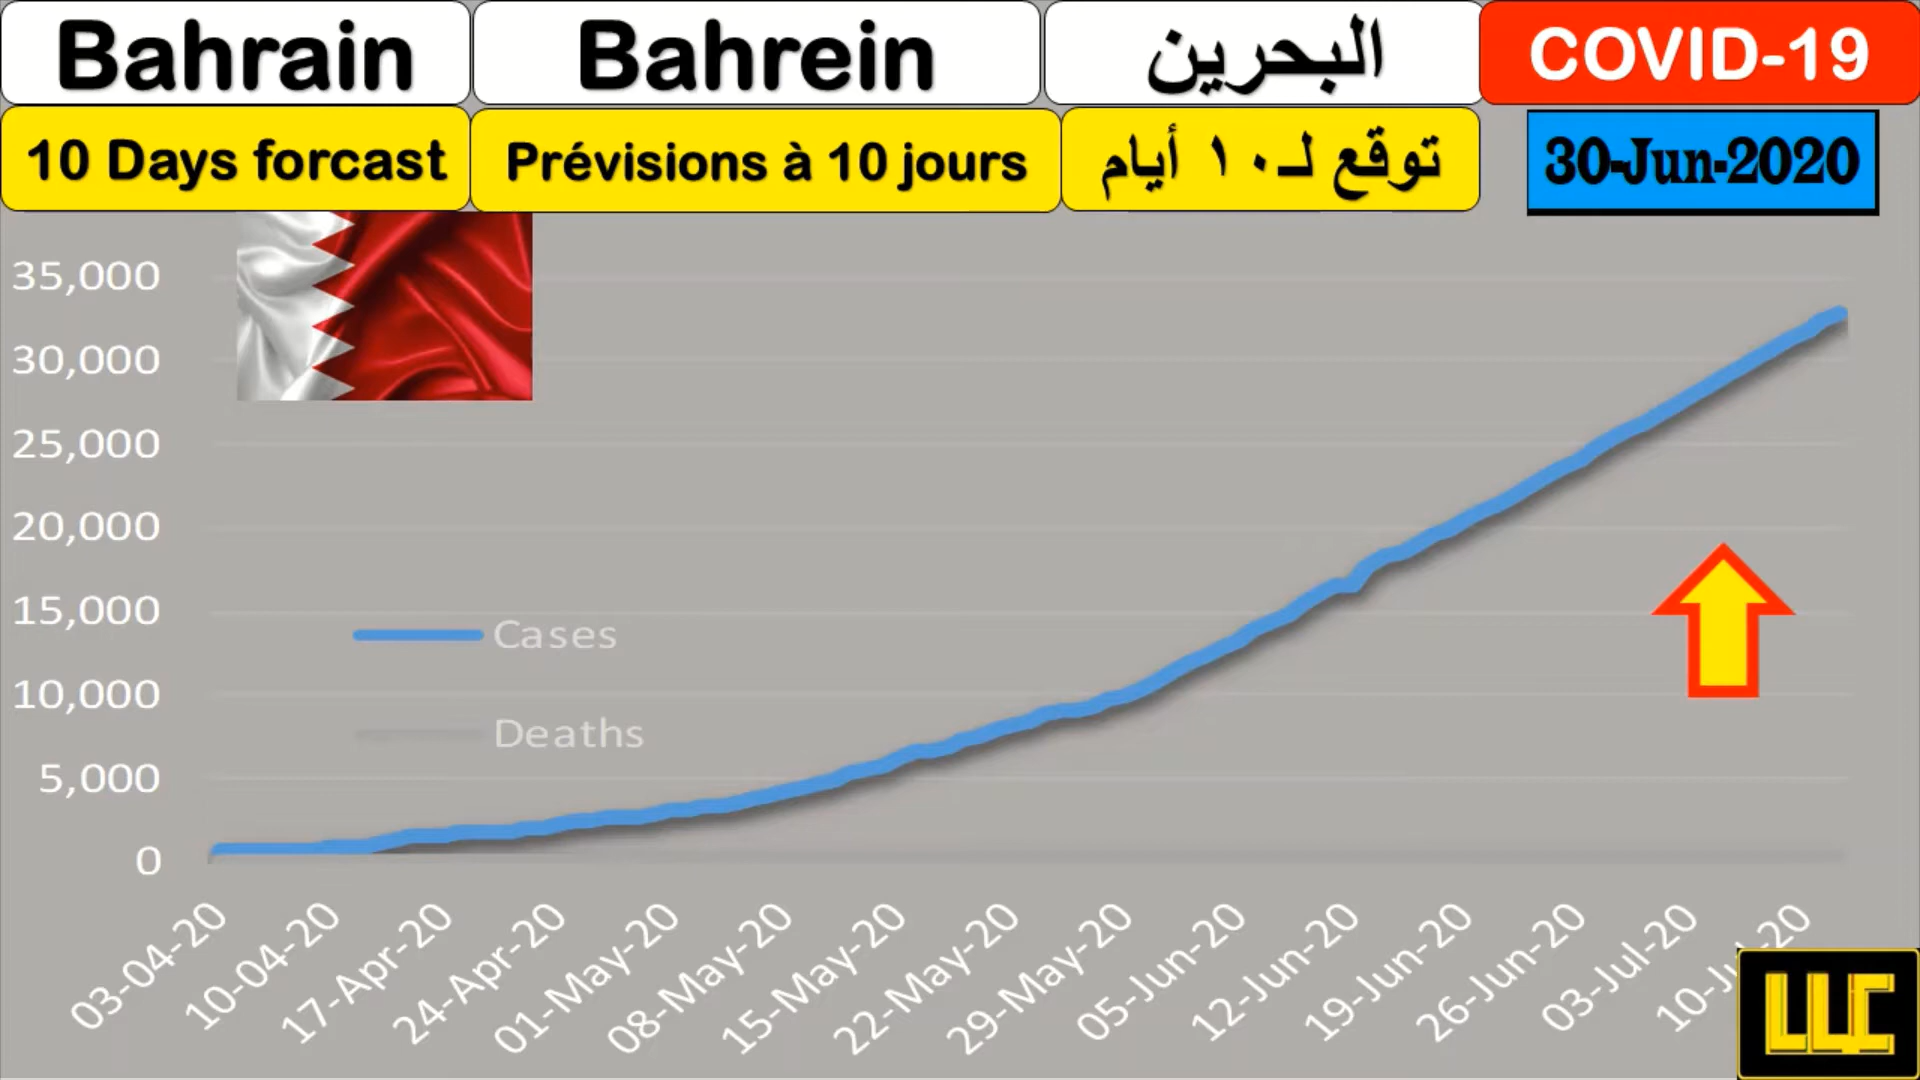 Bahrain
Bahrein
البحرين
COVID-19
10 Days forcast
Prévisions à 10 jours
توقع لـ١٠ أيام
30-Jun-2020
35,000
30,000
25,000
20,000
15,000
10,000
5,000
0
Cases
Deaths
03-04-20
10-04-20
17-Apr-20
24-Apr-20
01-May-20
08-May-20
15-May-20
22-May-20
29-May-20
05-Jun-20
12-Jun-20
19-Jun-20
26-Jun-20
03-Jul-20
10-Jul-20
LLC